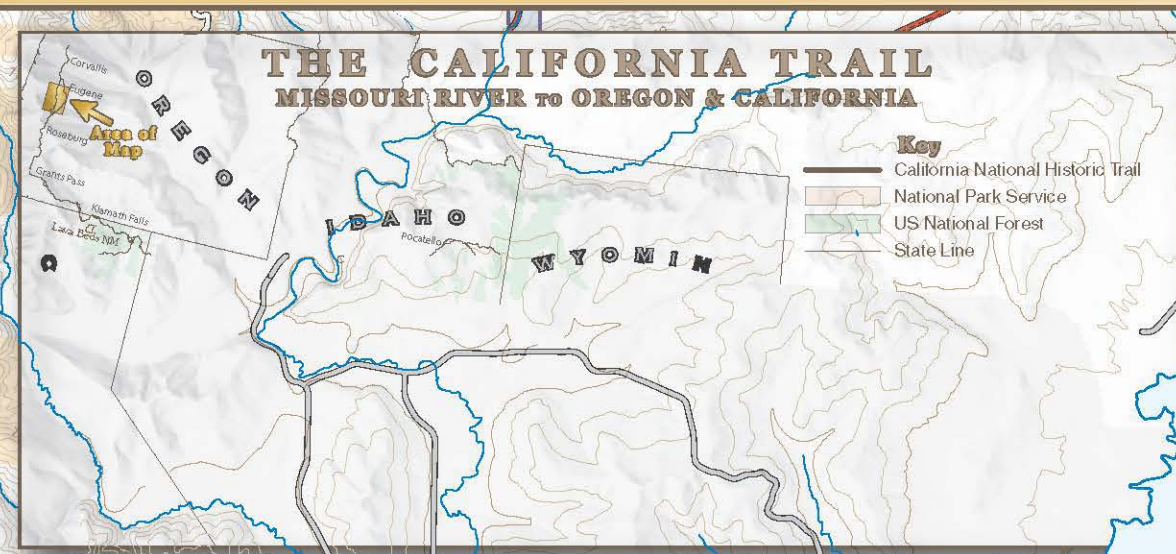 THE CALIFORNIA TRAIL
MISSOURI RIVER TO OREGON & CALIFORNIA
Corvallis
Eugene
Area of
Map
Roseburg
Grants Pass
Klamath Falls
Lava Beds NM
OREGON
IDAHO
Pocatello
WYOMIN
Key
California National Historic Trail
National Park Service
US National Forest
State Line